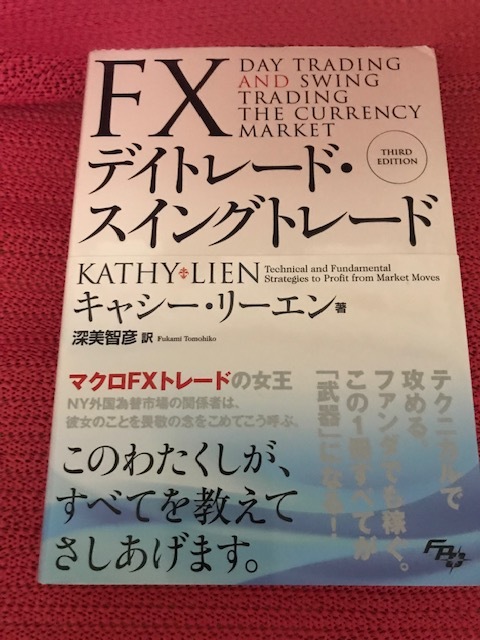 FX
DAY TRADING
AND SWING
TRADING
THE CURRENCY
MARKET
THIRD
EDITION
デイトレード・
スイングトレード
KATHY LIEN
Technical and Fundamental
Strategies to Profit from Market Moves
キャシー・リーエン 著
深美智彦 訳 Fukami Tomohiko
マクロFXトレードの女王
NY外国為替市場の関係者は、
彼女のことを畏敬の念をこめてこう呼ぶ。
このわたくしが、
すべてを教えて
さしあげます。
テクニカルで
攻める。
ファンダでも稼ぐ。
この1冊すべてが
「武器」になる!